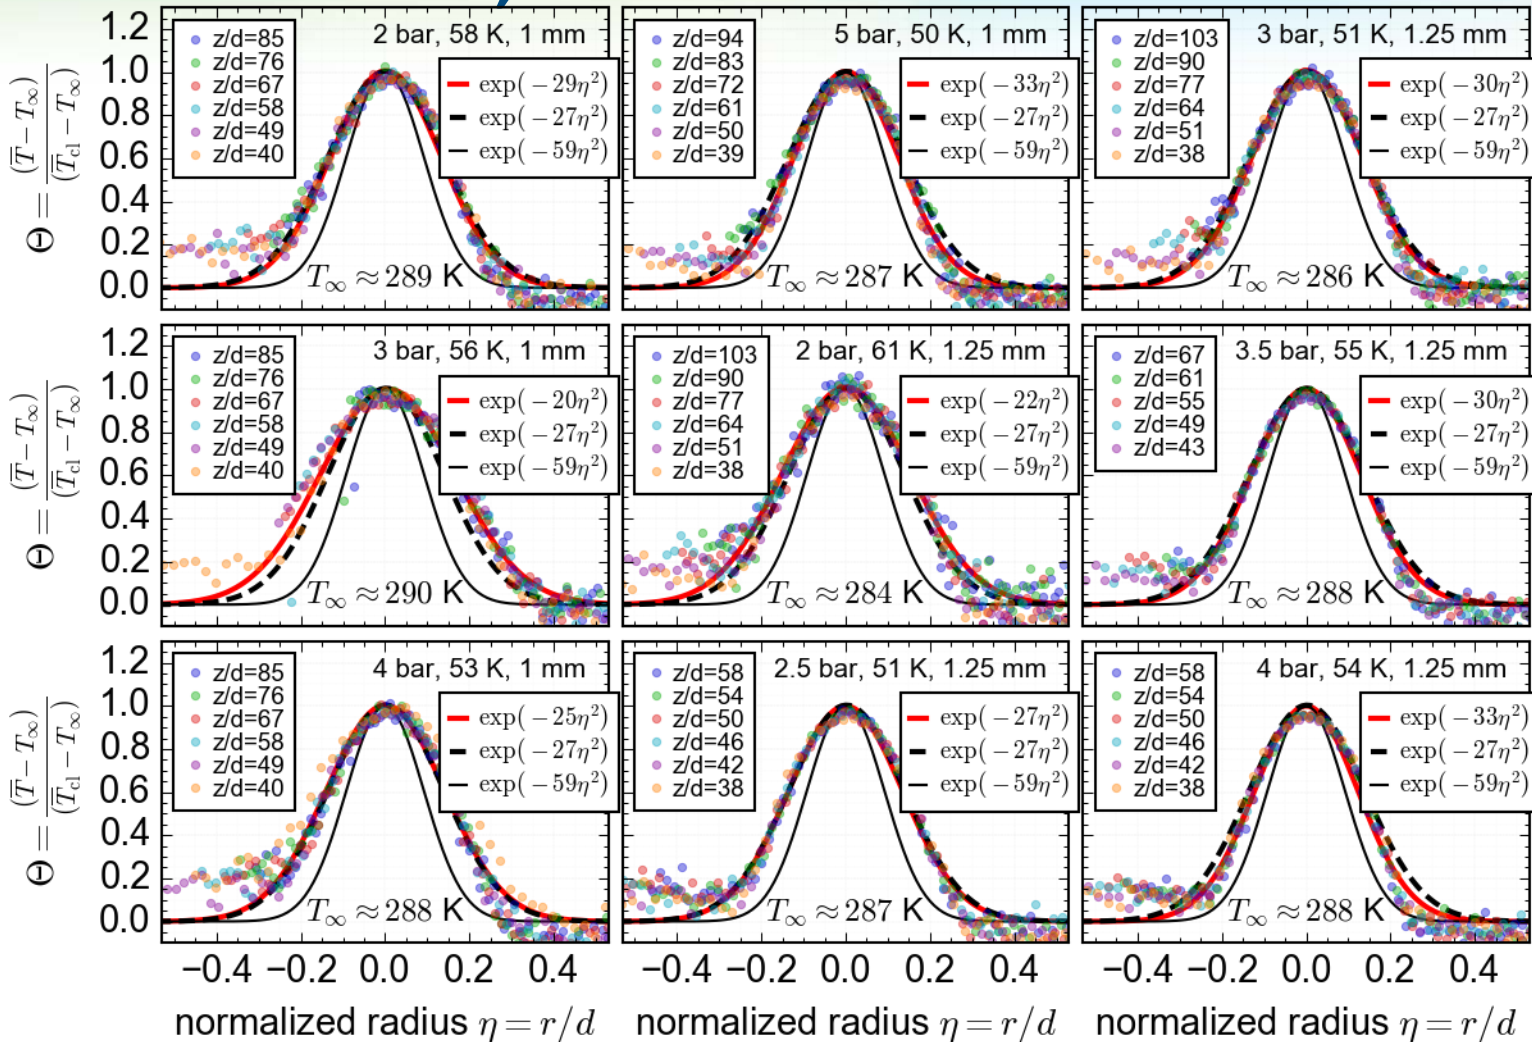 1.2
1.0
0.8
0.6
0.4
0.2
0.0
Θ = (T̅ − T∞) / (T̅cl − T∞)
z/d=85
z/d=76
z/d=67
z/d=58
z/d=49
z/d=40
2 bar, 58 K, 1 mm
exp(−29η²)
exp(−27η²)
exp(−59η²)
T∞ ≈ 289 K
z/d=94
z/d=83
z/d=72
z/d=61
z/d=50
z/d=39
5 bar, 50 K, 1 mm
exp(−33η²)
exp(−27η²)
exp(−59η²)
T∞ ≈ 287 K
z/d=103
z/d=90
z/d=77
z/d=64
z/d=51
z/d=38
3 bar, 51 K, 1.25 mm
exp(−30η²)
exp(−27η²)
exp(−59η²)
T∞ ≈ 286 K
1.2
1.0
0.8
0.6
0.4
0.2
0.0
Θ = (T̅ − T∞) / (T̅cl − T∞)
z/d=85
z/d=76
z/d=67
z/d=58
z/d=49
z/d=40
3 bar, 56 K, 1 mm
exp(−20η²)
exp(−27η²)
exp(−59η²)
T∞ ≈ 290 K
z/d=103
z/d=90
z/d=77
z/d=64
z/d=51
z/d=38
2 bar, 61 K, 1.25 mm
exp(−22η²)
exp(−27η²)
exp(−59η²)
T∞ ≈ 284 K
z/d=67
z/d=61
z/d=55
z/d=49
z/d=43
3.5 bar, 55 K, 1.25 mm
exp(−30η²)
exp(−27η²)
exp(−59η²)
T∞ ≈ 288 K
1.2
1.0
0.8
0.6
0.4
0.2
0.0
Θ = (T̅ − T∞) / (T̅cl − T∞)
z/d=85
z/d=76
z/d=67
z/d=58
z/d=49
z/d=40
4 bar, 53 K, 1 mm
exp(−25η²)
exp(−27η²)
exp(−59η²)
T∞ ≈ 288 K
z/d=58
z/d=54
z/d=50
z/d=46
z/d=42
z/d=38
2.5 bar, 51 K, 1.25 mm
exp(−27η²)
exp(−27η²)
exp(−59η²)
T∞ ≈ 287 K
z/d=58
z/d=54
z/d=50
z/d=46
z/d=42
z/d=38
4 bar, 54 K, 1.25 mm
exp(−33η²)
exp(−27η²)
exp(−59η²)
T∞ ≈ 288 K
−0.4 −0.2 0.0 0.2 0.4
−0.4 −0.2 0.0 0.2 0.4
−0.4 −0.2 0.0 0.2 0.4
normalized radius η = r/d
normalized radius η = r/d
normalized radius η = r/d